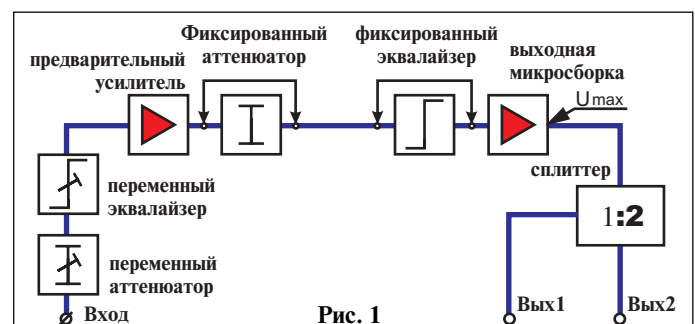 предварительный
усилитель
Фиксированный
аттенюатор
фиксированный
эквалайзер
выходная
микросборка
Umax
сплиттер
1:2
переменный
эквалайзер
переменный
аттенюатор
Вход
Рис. 1
Вых1
Вых2